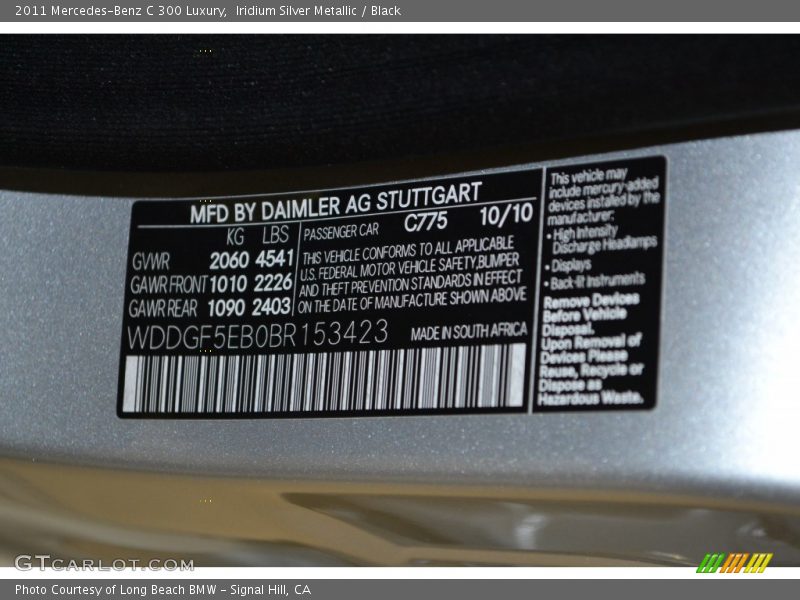 2011 Mercedes-Benz C 300 Luxury,  Iridium Silver Metallic / Black
MFD BY DAIMLER AG STUTTGART
KG LBS
GVWR 2060 4541
GAWR FRONT 1010 2226
GAWR REAR 1090 2403
PASSENGER CAR C775 10/10
THIS VEHICLE CONFORMS TO ALL APPLICABLE
U.S. FEDERAL MOTOR VEHICLE SAFETY, BUMPER
AND THEFT PREVENTION STANDARDS IN EFFECT
ON THE DATE OF MANUFACTURE SHOWN ABOVE
WDDGF5EB0BR153423
MADE IN SOUTH AFRICA
This vehicle may
include mercury-added
devices installed by the
manufacturer:
• High Intensity
Discharge Headlamps
• Displays
• Back-lit Instruments
Remove Devices
Before Vehicle
Disposal.
Upon Removal of
Devices Please
Reuse, Recycle or
Dispose as
Hazardous Waste.
GTCARLOT.COM
Photo Courtesy of Long Beach BMW - Signal Hill, CA